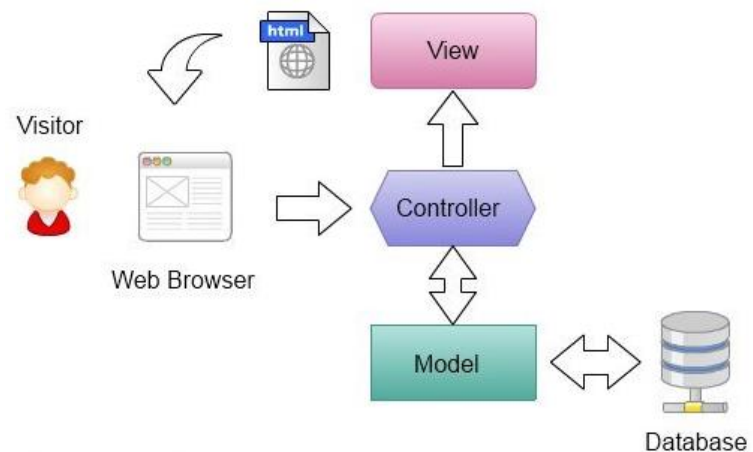 html
View
Visitor
Controller
Web Browser
Model
Database